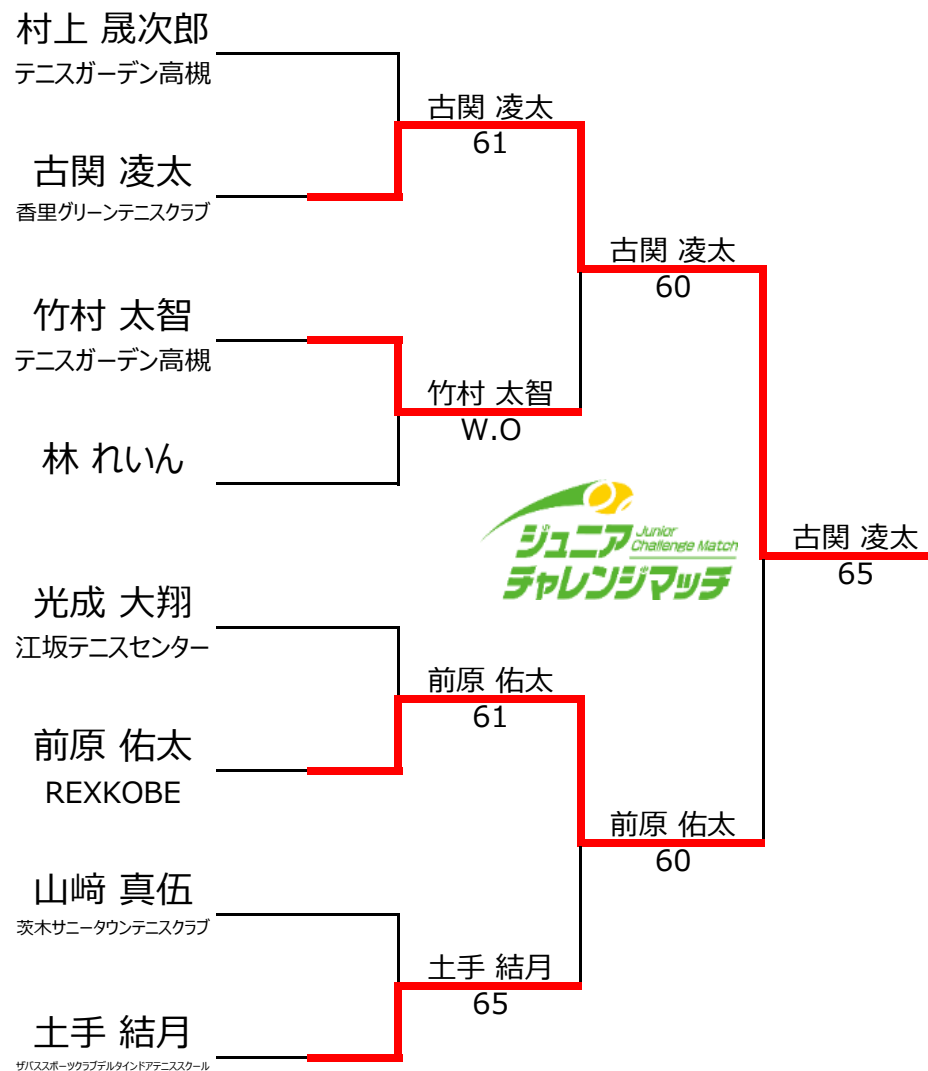 村上 晟次郎
テニスガーデン高槻
古関 凌太
61
古関 凌太
香里グリーンテニスクラブ
古関 凌太
60
竹村 太智
テニスガーデン高槻
竹村 太智
W.O
林 れいん
ジュニア
Junior
Challenge Match
チャレンジマッチ
古関 凌太
65
光成 大翔
江坂テニスセンター
前原 佑太
61
前原 佑太
REXKOBE
前原 佑太
60
山﨑 真伍
茨木サニータウンテニスクラブ
土手 結月
65
土手 結月
ザバススポーツクラブデルタインドアテニススクール